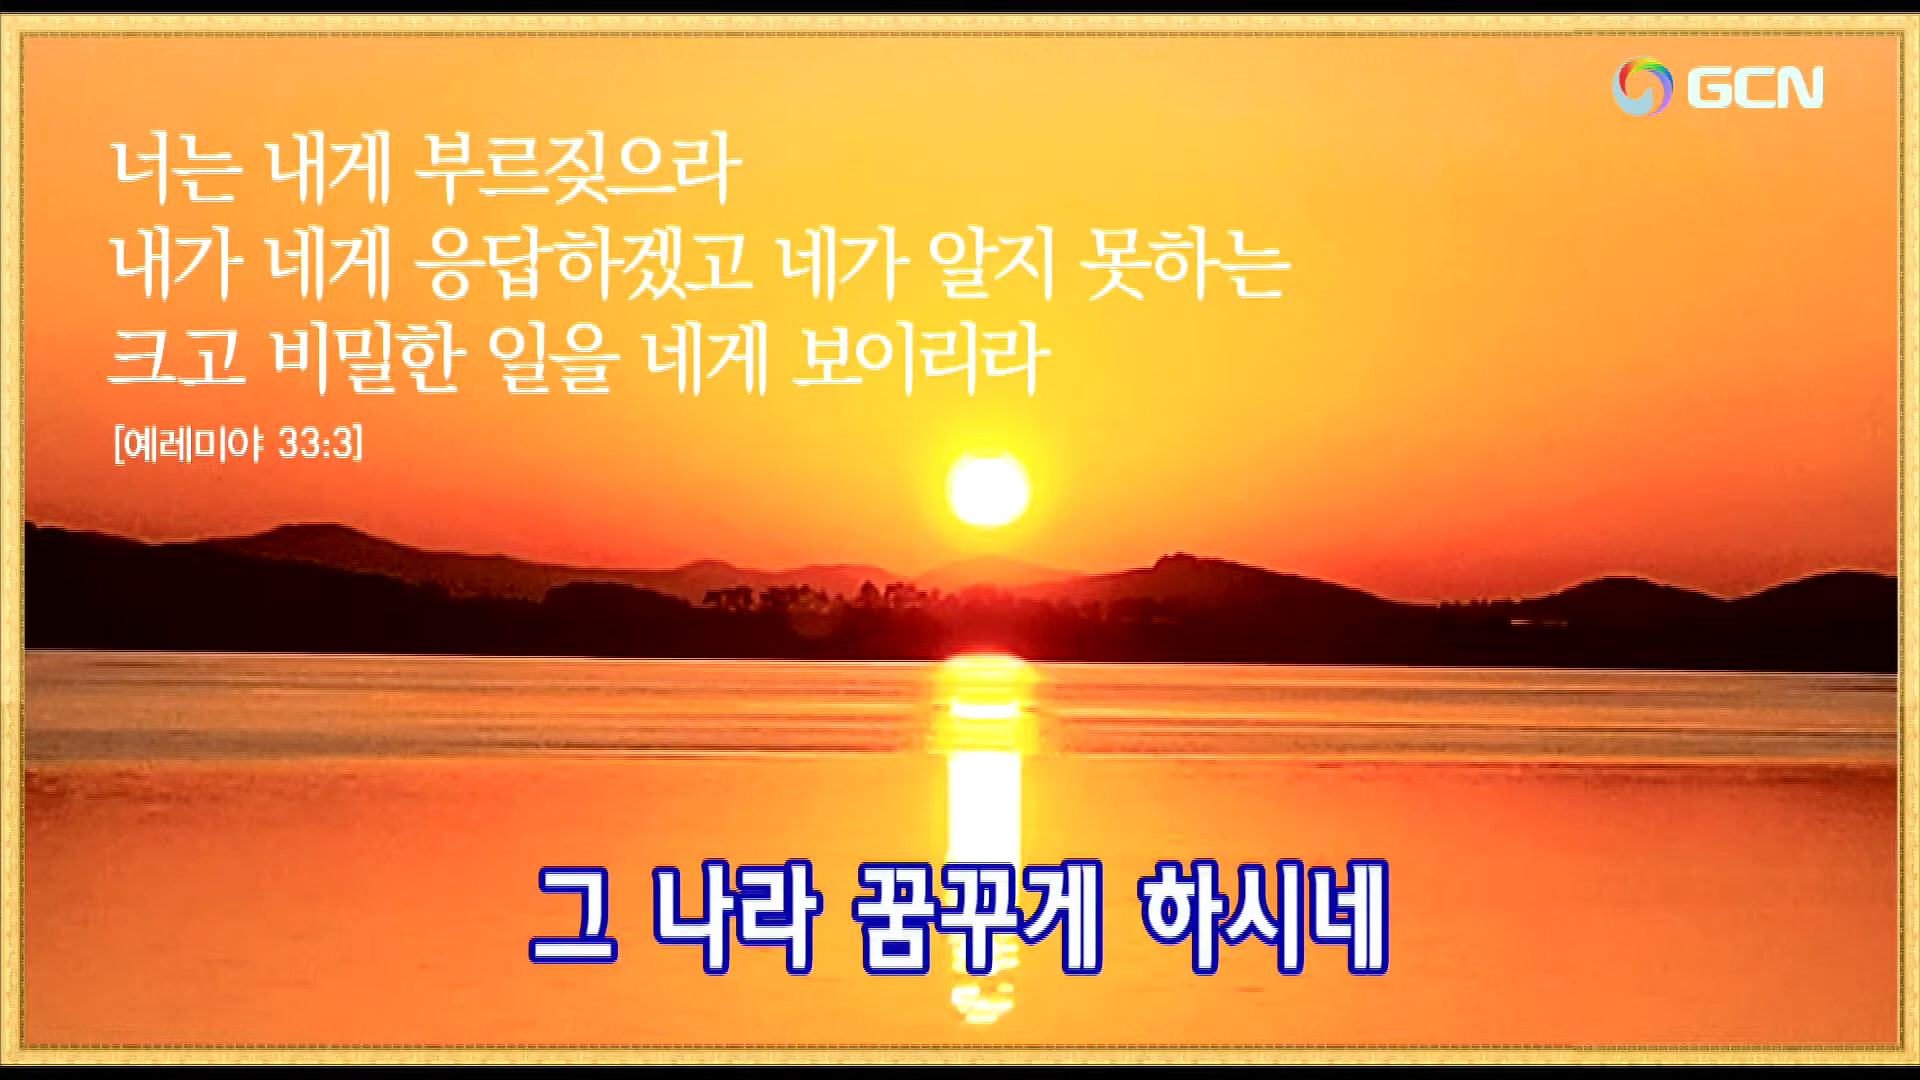 GCN
너는 내게 부르짖으라
내가 네게 응답하겠고 네가 알지 못하는
크고 비밀한 일을 네게 보이리라
[예레미야 33:3]
그 나라 꿈꾸게 하시네